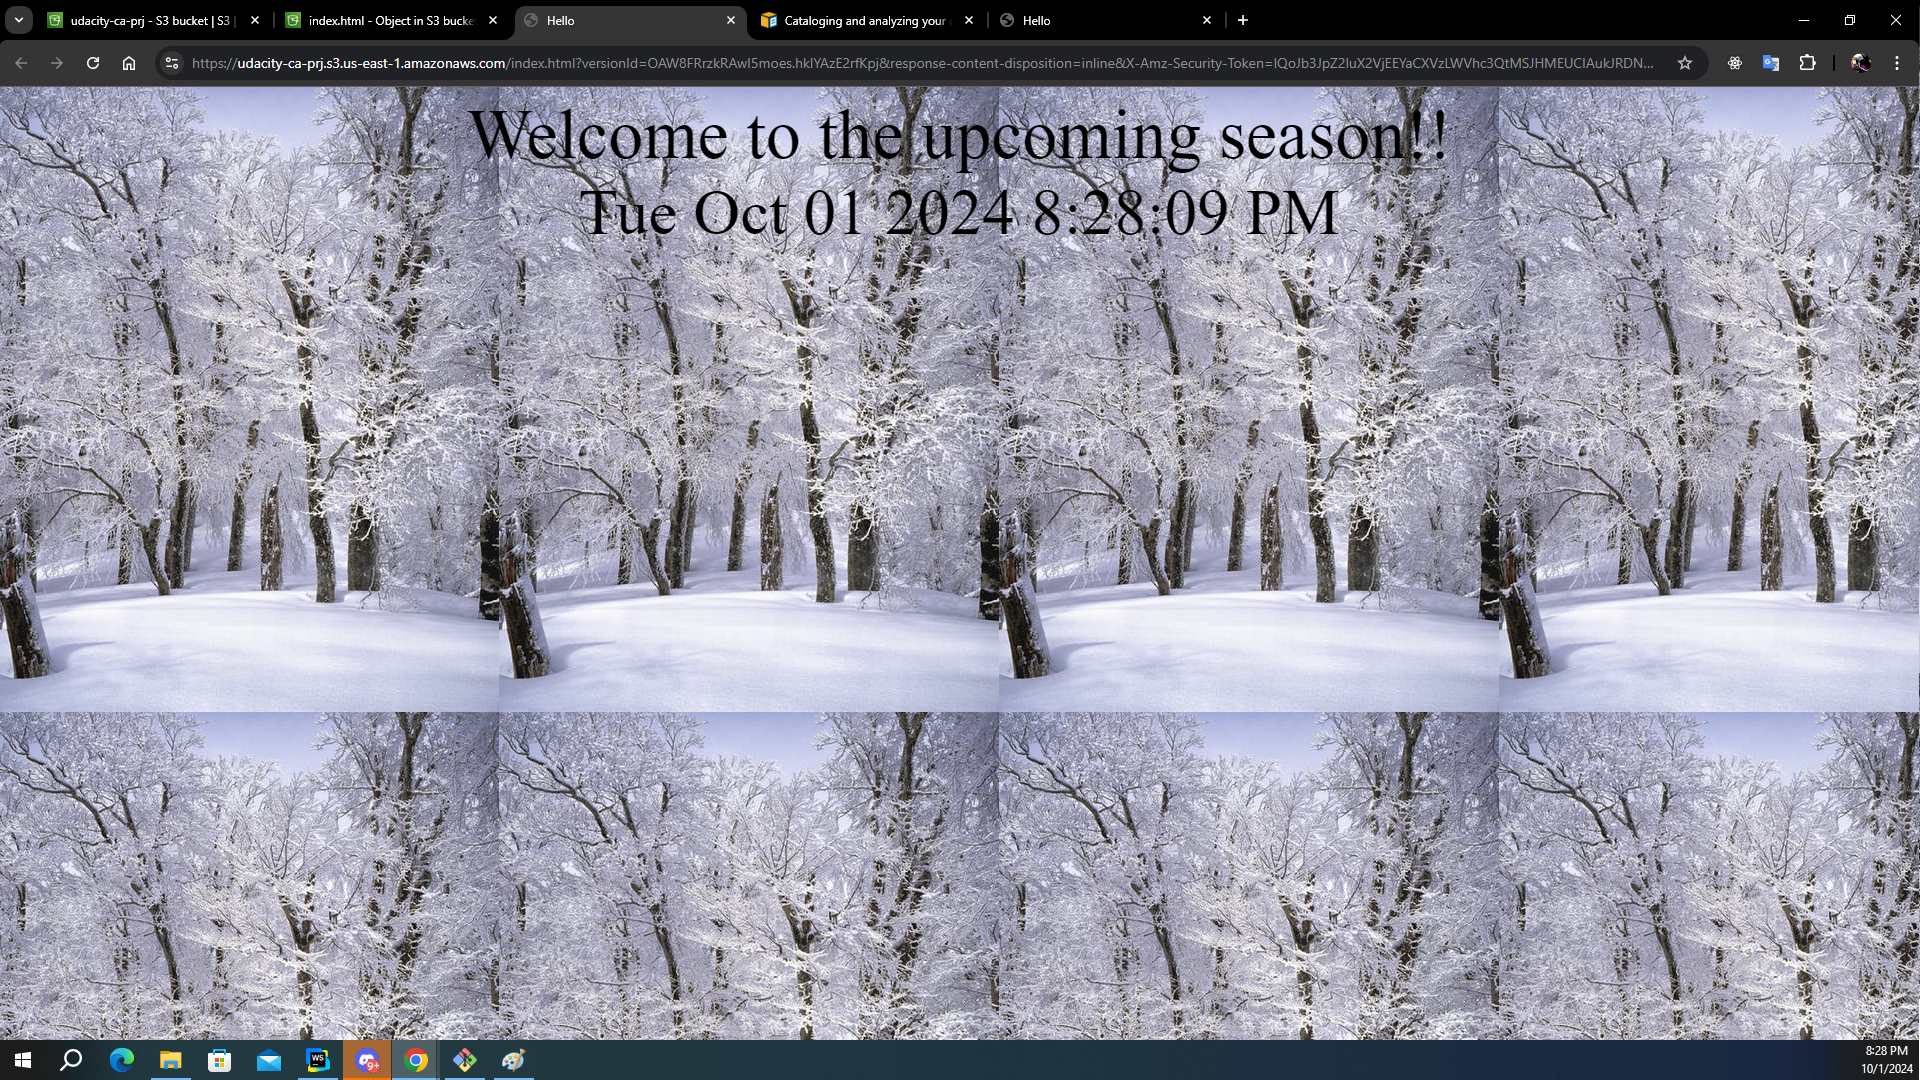 udacity-ca-prj - S3 bucket | S3 |
index.html - Object in S3 bucke
Hello
Cataloging and analyzing your
Hello
https://udacity-ca-prj.s3.us-east-1.amazonaws.com/index.html?versionId=OAW8FRrzkRAwI5moes.hklYAzE2rfKpj&response-content-disposition=inline&X-Amz-Security-Token=IQoJb3JpZ2luX2VjEEYaCXVzLWVhc3QtMSJHMEUCIAukJRDN...
Welcome to the upcoming season!!
Tue Oct 01 2024 8:28:09 PM
WS
9+
8:28 PM
10/1/2024